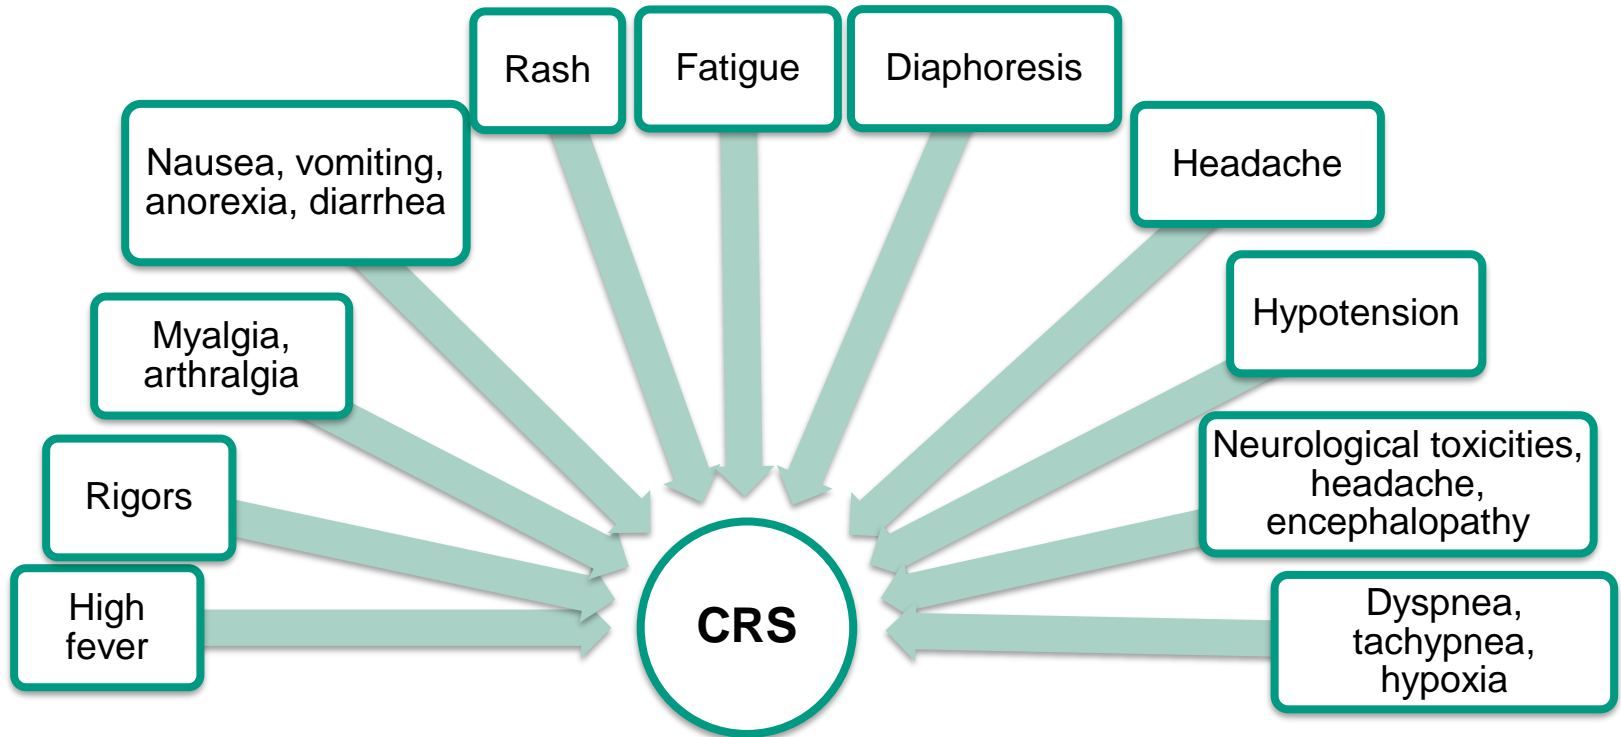 Rash
Fatigue
Diaphoresis
Nausea, vomiting,
anorexia, diarrhea
Headache
Myalgia,
arthralgia
Hypotension
Rigors
Neurological toxicities,
headache,
encephalopathy
High
fever
CRS
Dyspnea,
tachypnea,
hypoxia